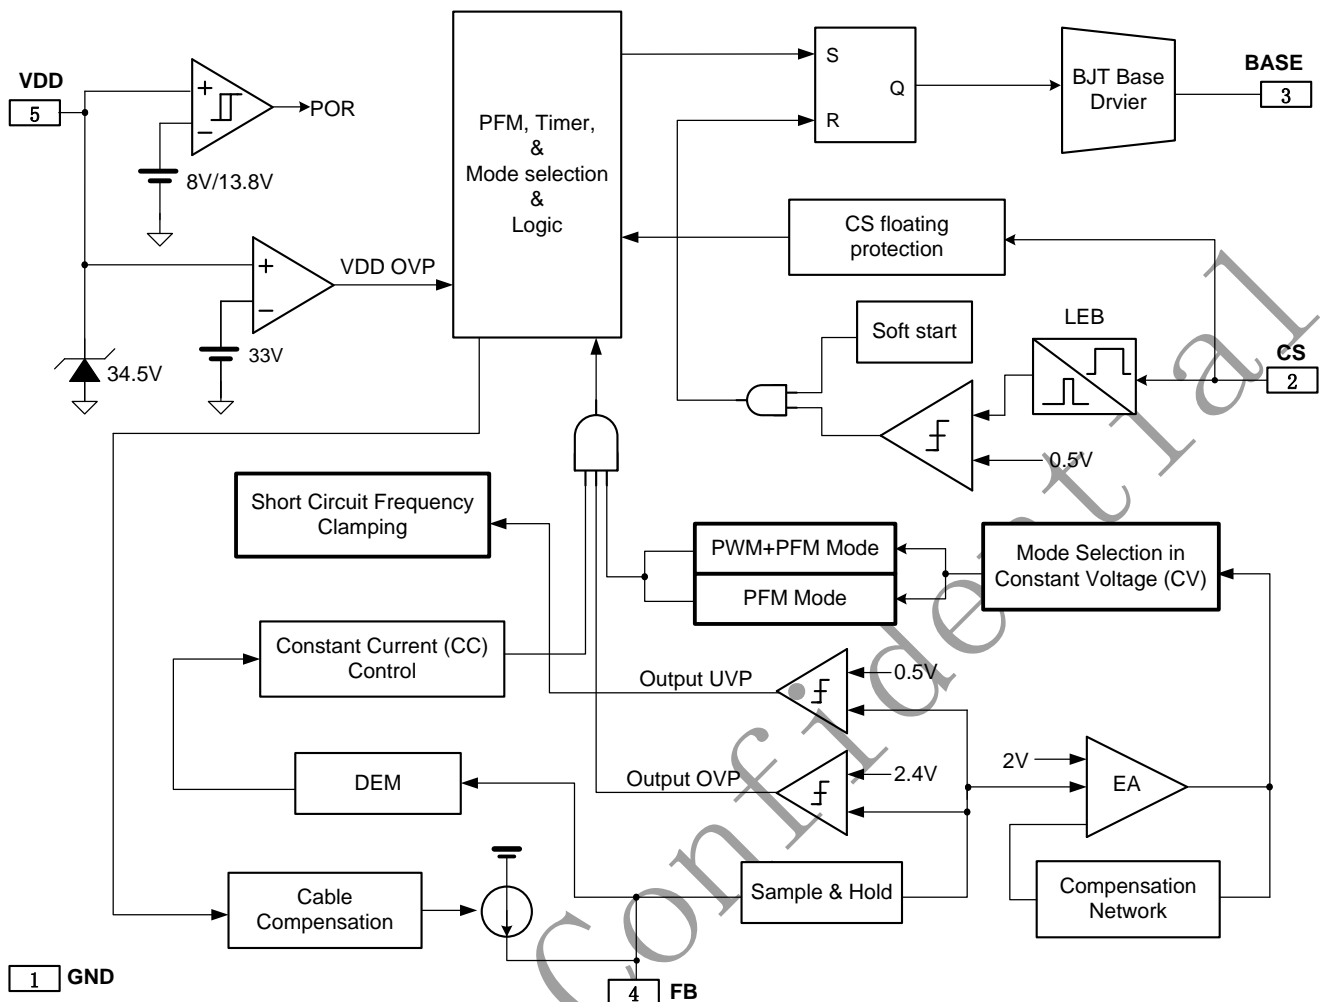 VDD
5
+
−
POR
8V/13.8V
+
−
VDD OVP
33V
34.5V
PFM, Timer,
&
Mode selection
&
Logic
S
R
Q
BJT Base
Drvier
BASE
3
CS floating
protection
Soft start
LEB
CS
2
0.5V
Short Circuit Frequency
Clamping
PWM+PFM Mode
PFM Mode
Mode Selection in
Constant Voltage (CV)
Constant Current (CC)
Control
Output UVP
0.5V
DEM
Output OVP
2.4V
2V
EA
Cable
Compensation
Sample & Hold
Compensation
Network
1
GND
4
FB
Confidential